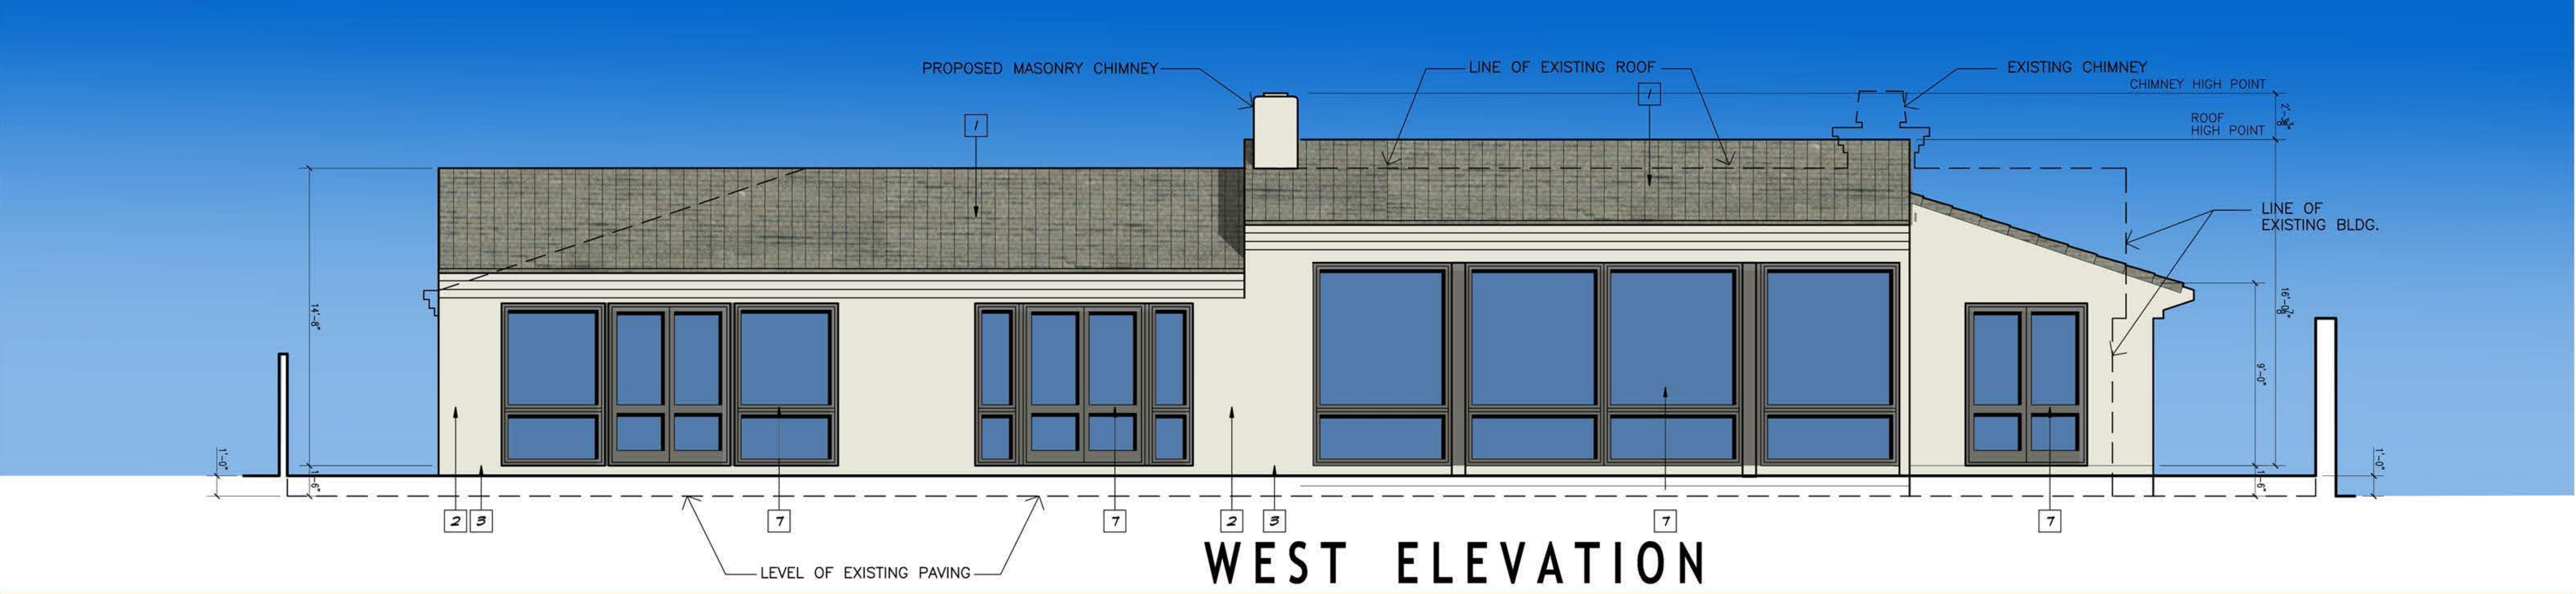 PROPOSED MASONRY CHIMNEY
LINE OF EXISTING ROOF
EXISTING CHIMNEY
CHIMNEY HIGH POINT
ROOF
HIGH POINT
1
1
LINE OF
EXISTING BLDG.
14'-8"
9'-0"
1'-0"
1'-6"
1'-0"
1'-6"
2
3
7
7
2
3
7
7
LEVEL OF EXISTING PAVING
WEST ELEVATION